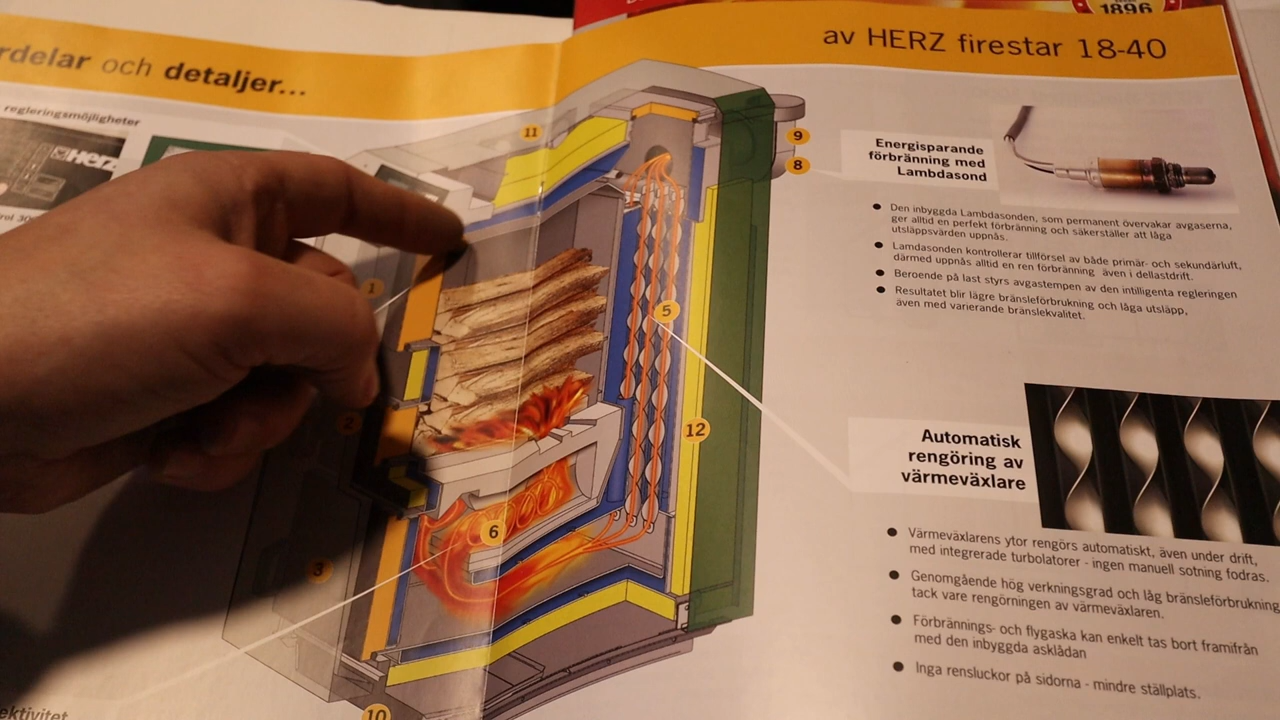 1896
rdelar och detaljer...
av HERZ firestar 18-40
regleringsmöjligheter
11
9
8
1
5
2
12
6
3
10
Energisparande
förbränning med
Lambdasond
Den inbyggda Lambdasonden, som permanent övervakar avgaserna,
ger alltid en perfekt förbränning och säkerställer att låga
utsläppsvärden uppnås.
Lamdasonden kontrollerar tillförsel av både primär- och sekundärluft,
därmed uppnås alltid en ren förbränning även i dellastdrift.
Beroende på last styrs avgastempen av den intilligenta regleringen
Resultatet blir lägre bränsleförbrukning och låga utsläpp,
även med varierande bränslekvalitet.
Automatisk
rengöring av
värmeväxlare
Värmeväxlarens ytor rengörs automatiskt, även under drift,
med integrerade turbolatorer - ingen manuell sotning fodras.
Genomgående hög verkningsgrad och låg bränsleförbrukning
tack vare rengörningen av värmeväxlaren.
Förbrännings- och flygaska kan enkelt tas bort framifrån
med den inbyggda asklådan
Inga rensluckor på sidorna - mindre ställplats.
ektivitet